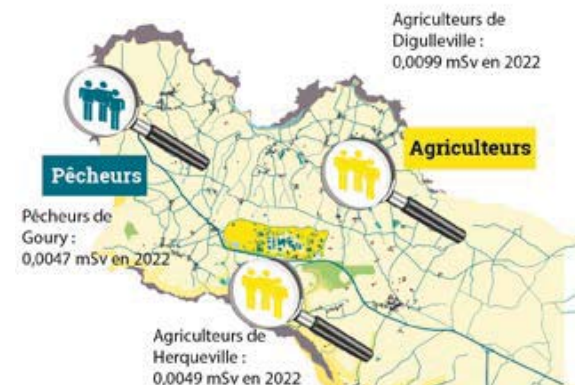 Agriculteurs de
Digulleville :
0,0099 mSv en 2022
Agriculteurs
Pêcheurs
Pêcheurs de
Goury :
0,0047 mSv en 2022
Agriculteurs de
Herqueville :
0,0049 mSv en 2022